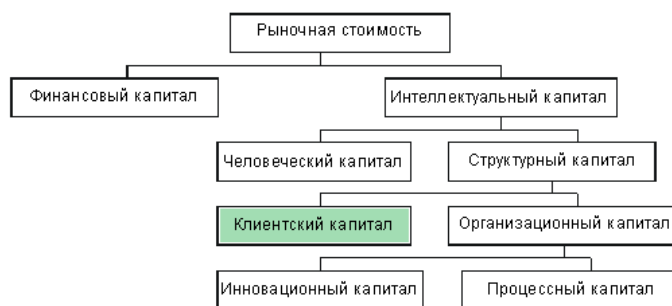 Рыночная стоимость
Финансовый капитал
Интеллектуальный капитал
Человеческий капитал
Структурный капитал
Клиентский капитал
Организационный капитал
Инновационный капитал
Процессный капитал